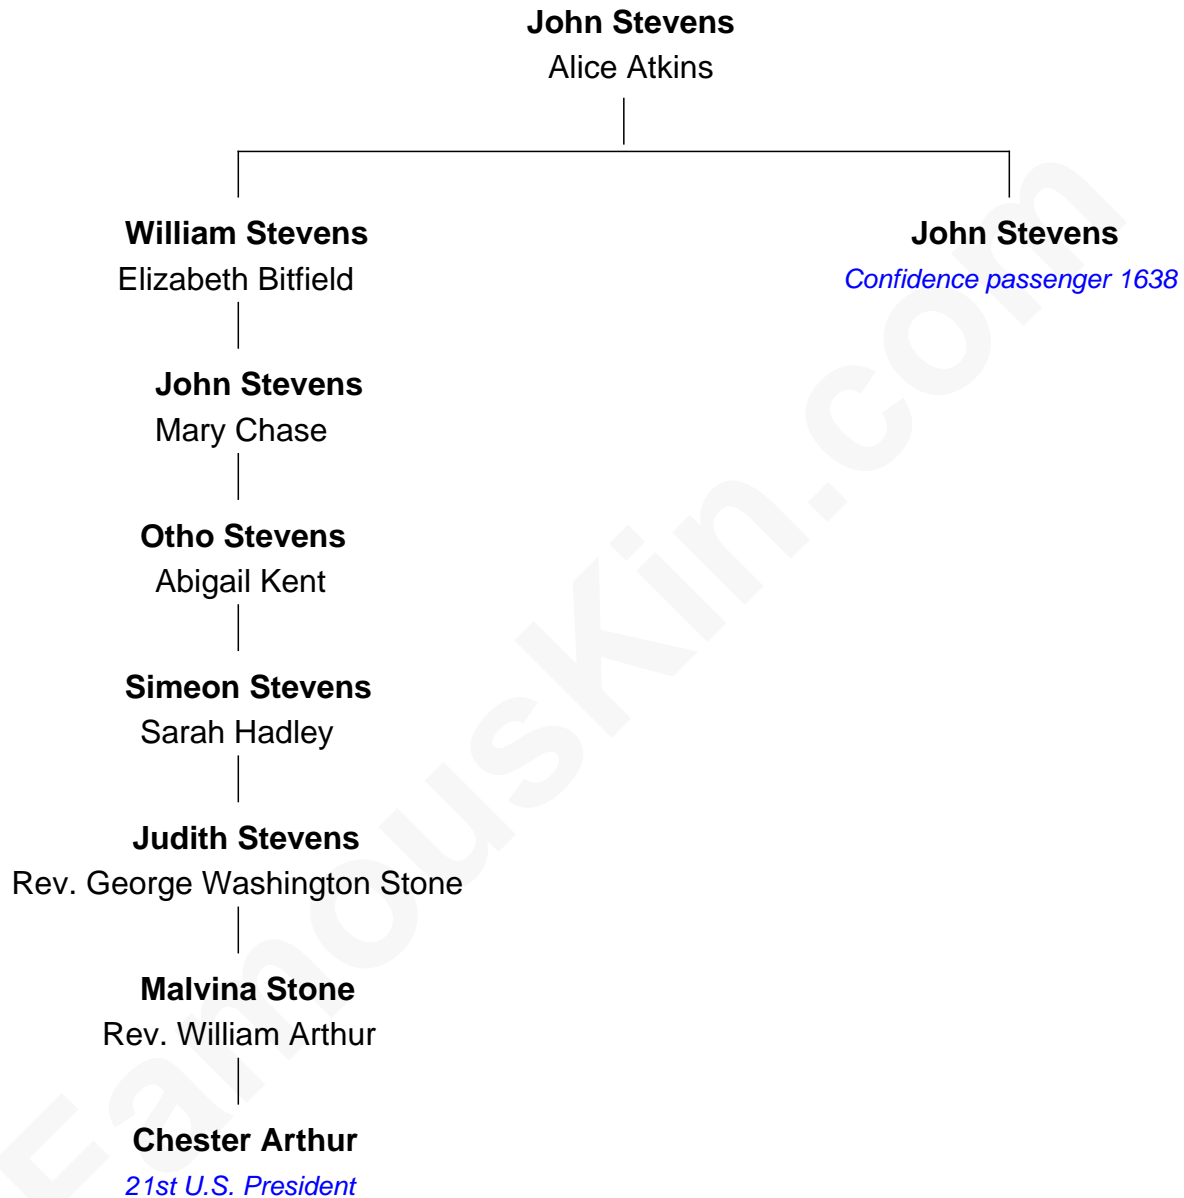 John Stevens
Alice Atkins
William Stevens
Elizabeth Bitfield
John Stevens
Confidence passenger 1638
John Stevens
Mary Chase
Otho Stevens
Abigail Kent
Simeon Stevens
Sarah Hadley
Judith Stevens
Rev. George Washington Stone
Malvina Stone
Rev. William Arthur
Chester Arthur
21st U.S. President
FamousKin.com